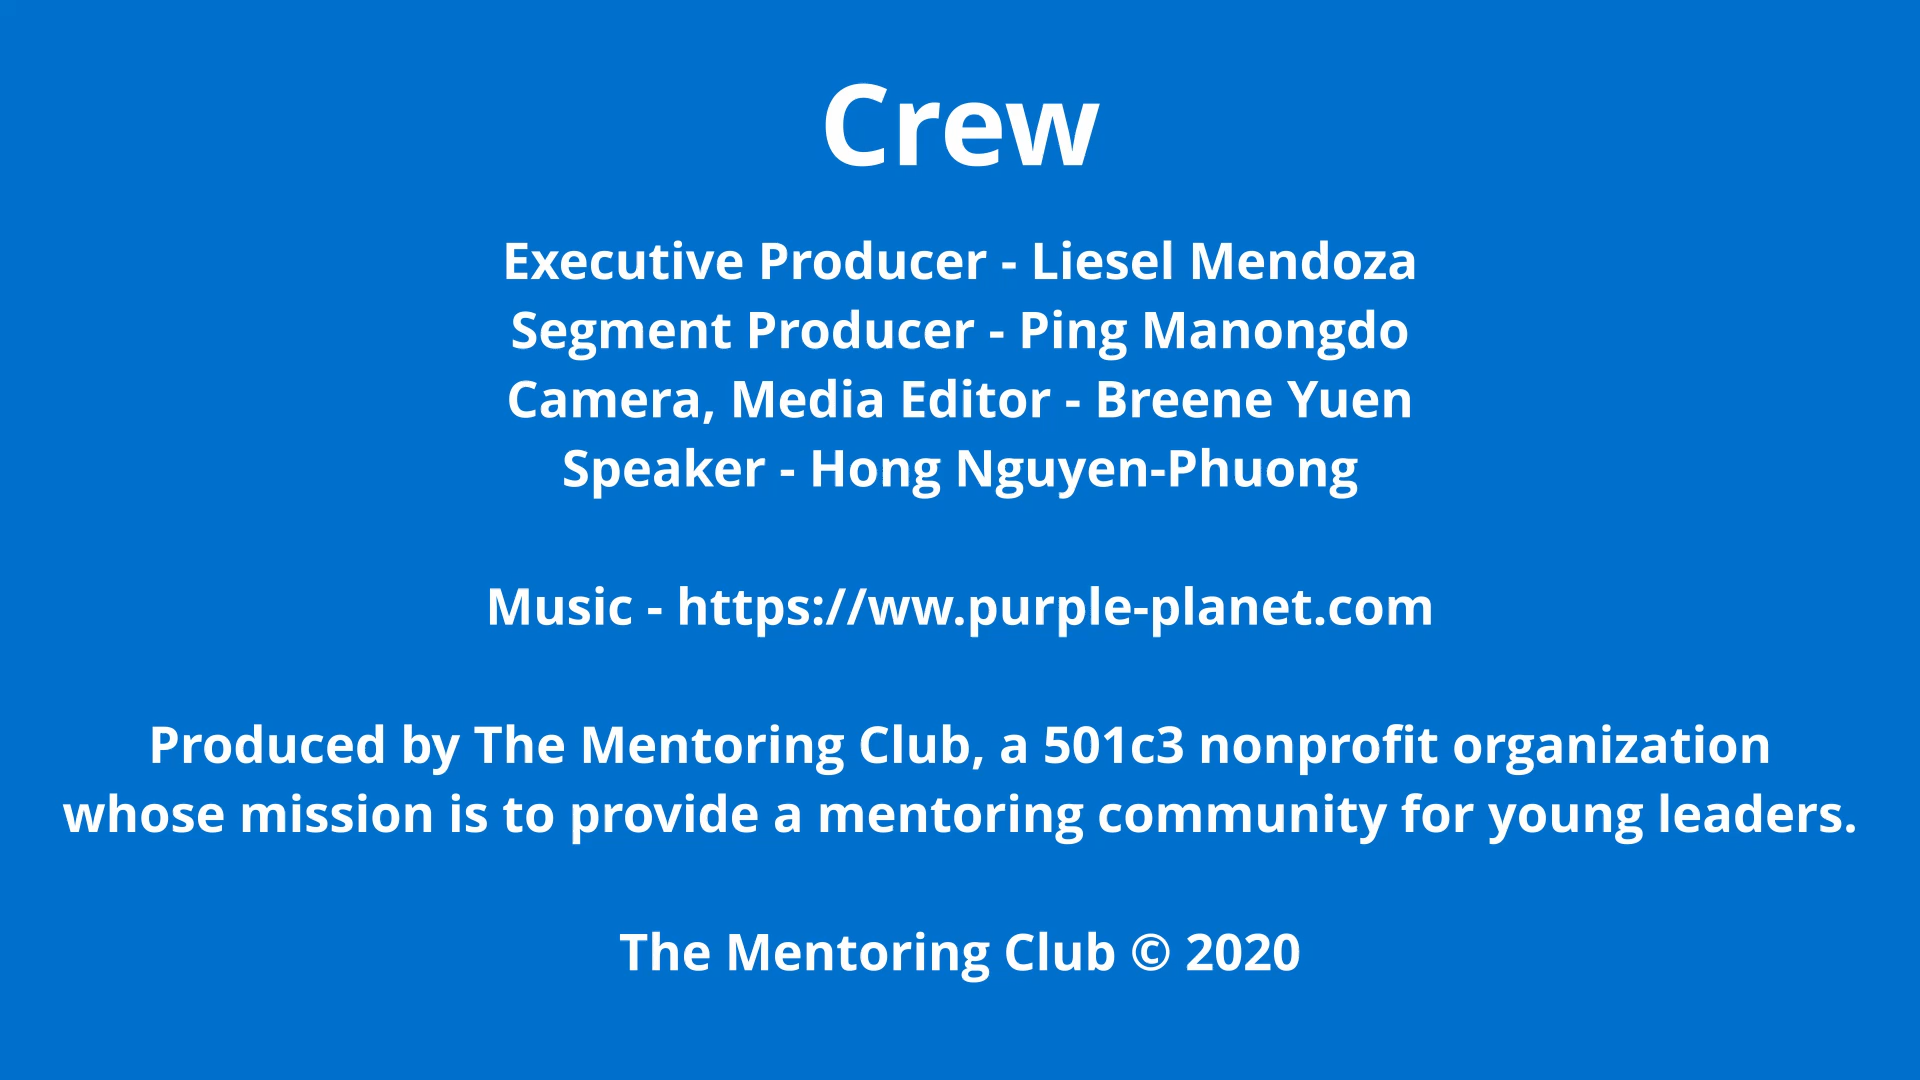 Crew
Executive Producer - Liesel Mendoza
Segment Producer - Ping Manongdo
Camera, Media Editor - Breene Yuen
Speaker - Hong Nguyen-Phuong
Music - https://ww.purple-planet.com
Produced by The Mentoring Club, a 501c3 nonprofit organization
whose mission is to provide a mentoring community for young leaders.
The Mentoring Club © 2020